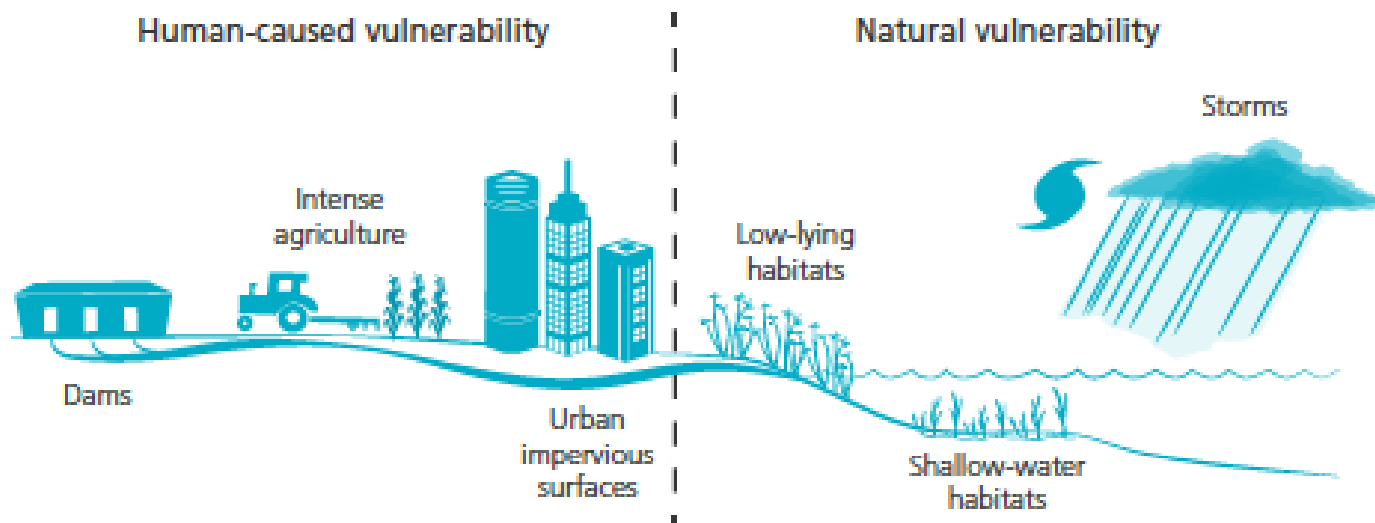 Human-caused vulnerability
Natural vulnerability
Storms
Intense
agriculture
Low-lying
habitats
Dams
Urban
impervious
surfaces
Shallow-water
habitats